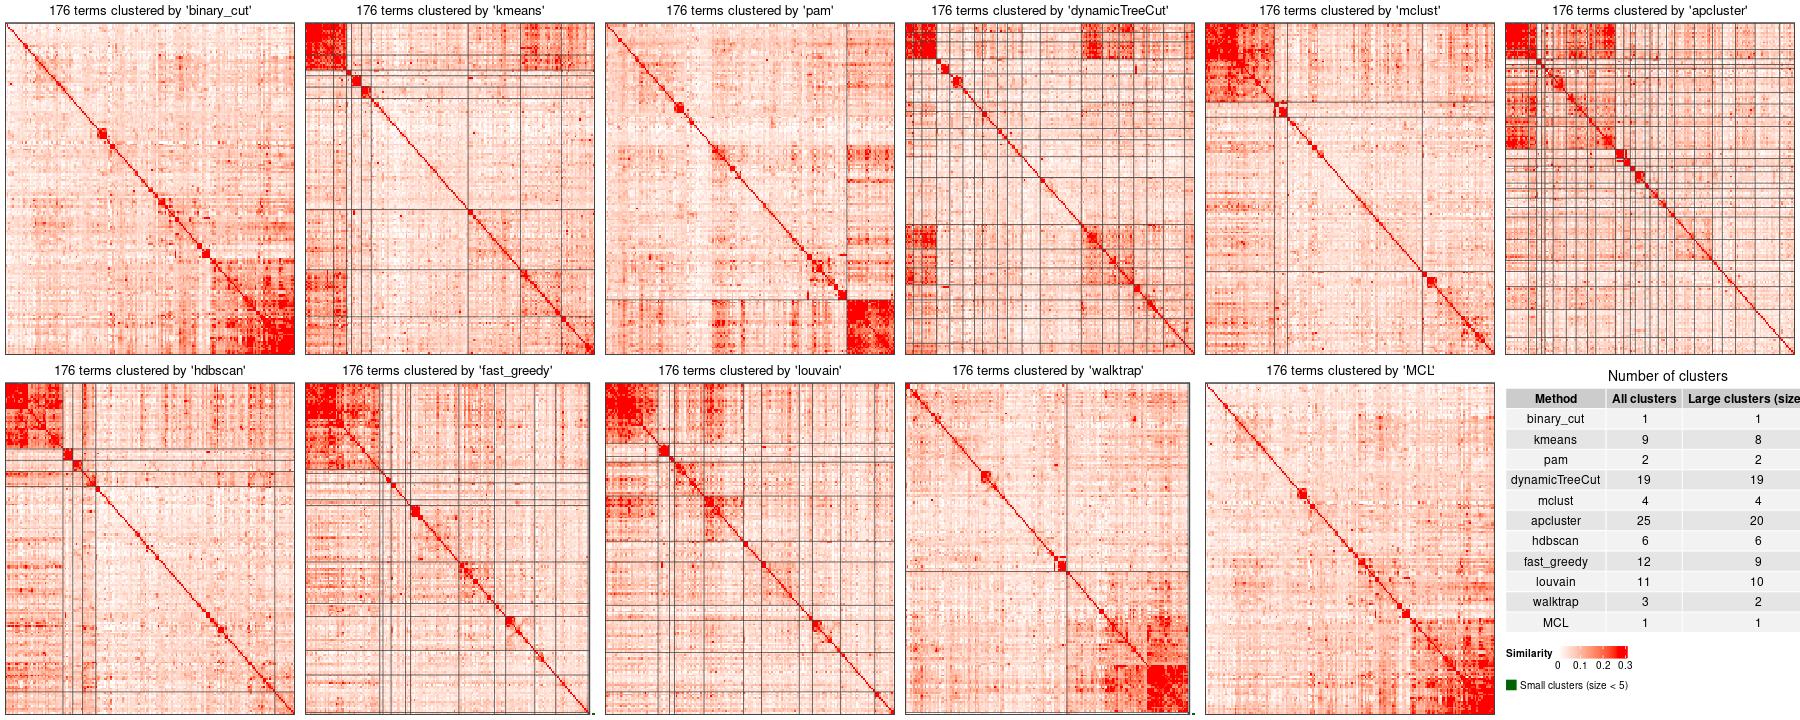 176 terms clustered by 'binary_cut'
176 terms clustered by 'kmeans'
176 terms clustered by 'pam'
176 terms clustered by 'dynamicTreeCut'
176 terms clustered by 'mclust'
176 terms clustered by 'apcluster'
176 terms clustered by 'hdbscan'
176 terms clustered by 'fast_greedy'
176 terms clustered by 'louvain'
176 terms clustered by 'walktrap'
176 terms clustered by 'MCL'
Number of clusters
Method All clusters Large clusters (size
binary_cut 1 1
kmeans 9 8
pam 2 2
dynamicTreeCut 19 19
mclust 4 4
apcluster 25 20
hdbscan 6 6
fast_greedy 12 9
louvain 11 10
walktrap 3 2
MCL 1 1
Similarity
0 0.1 0.2 0.3
Small clusters (size < 5)